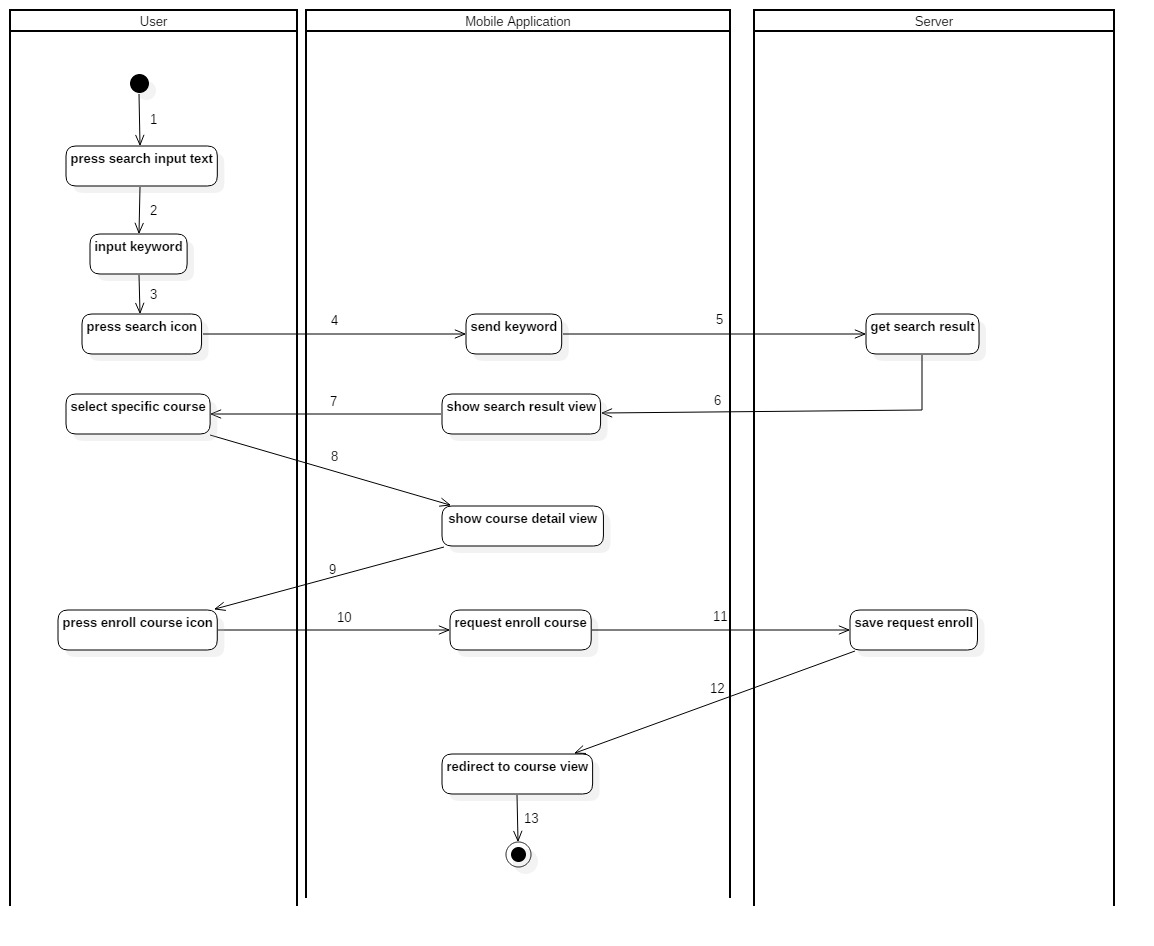 User
Mobile Application
Server
1
press search input text
2
input keyword
3
press search icon
4
send keyword
5
get search result
select specific course
7
show search result view
6
8
show course detail view
9
press enroll course icon
10
request enroll course
11
save request enroll
12
redirect to course view
13